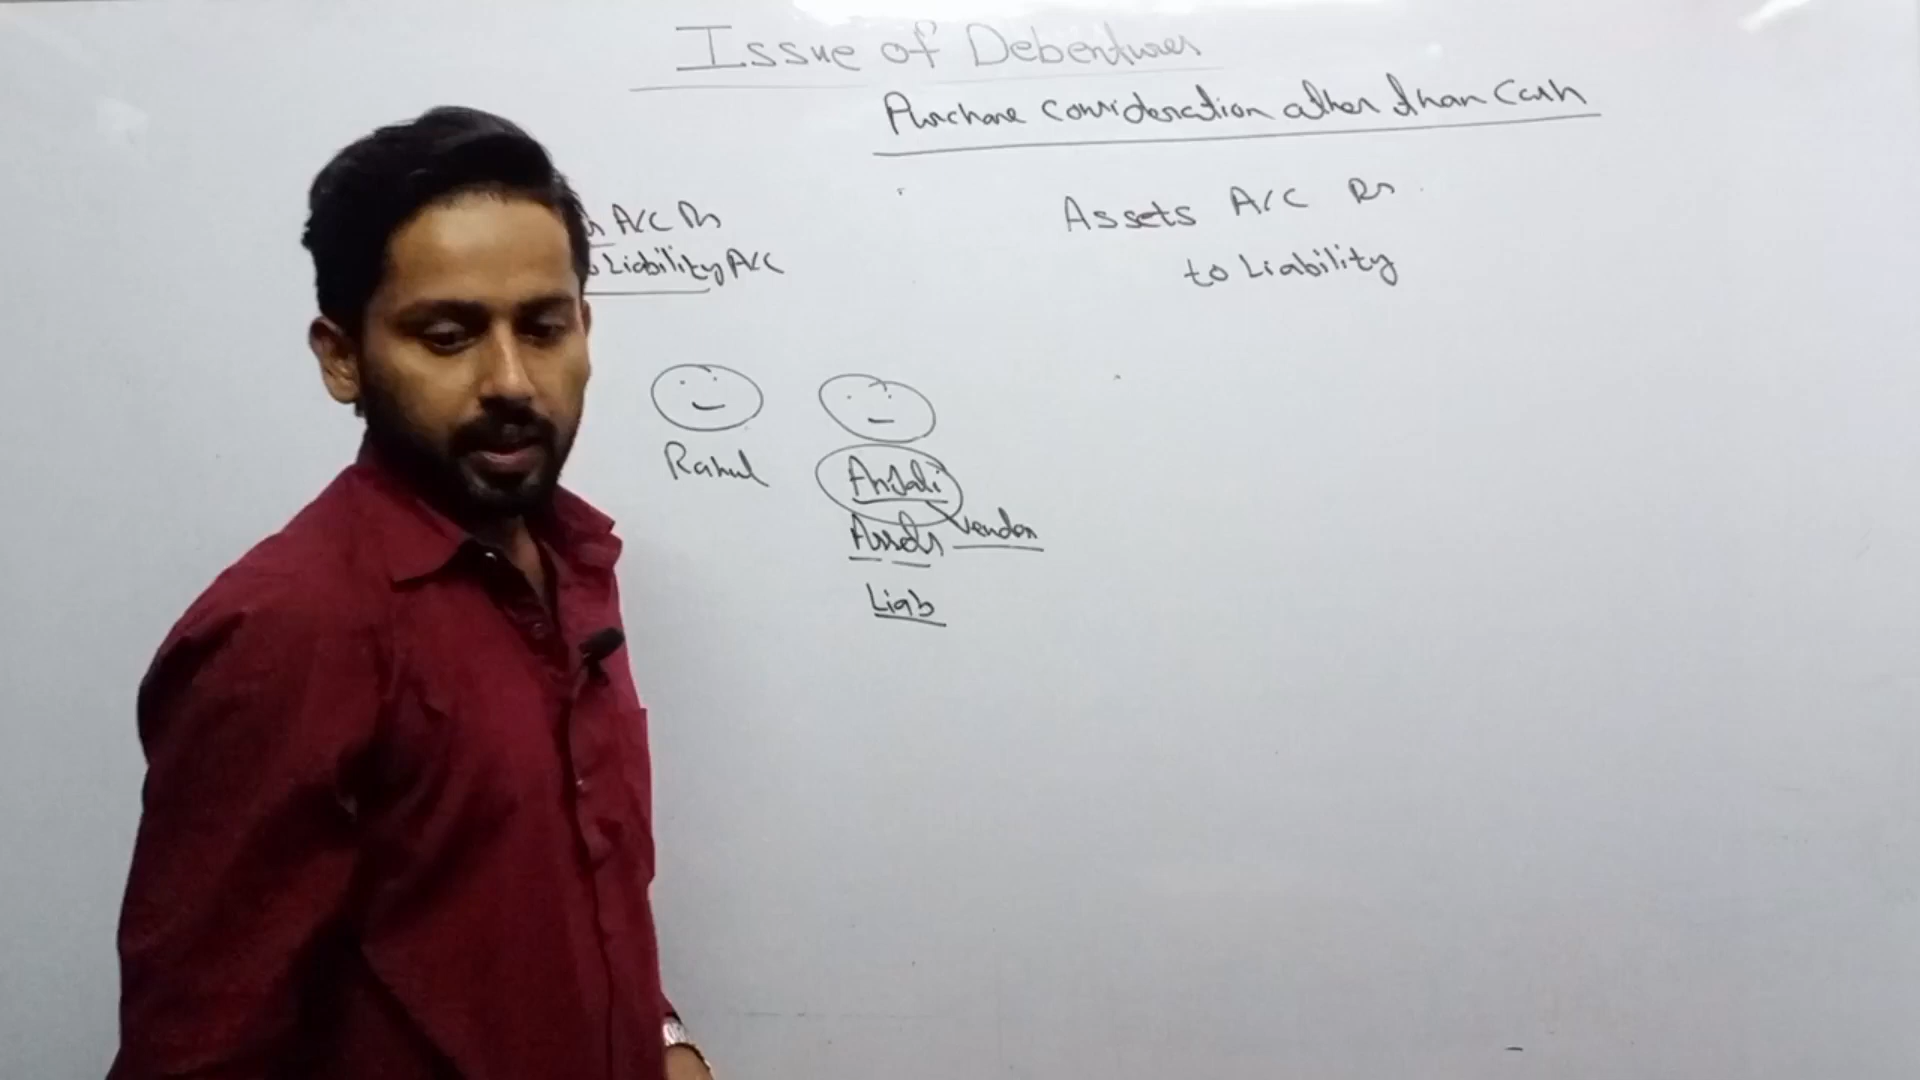 Issue of Debentures
Purchase consideration other than Cash
A/C Dr
Liability A/C
Assets A/C Dr
to Liability
Rahul
Anjali
Vendor
Assets
Liab